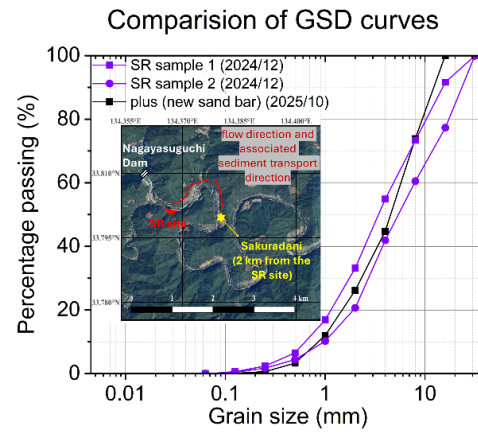 Comparision of GSD curves
Percentage passing (%)
100
80
60
40
20
0
SR sample 1 (2024/12)
SR sample 2 (2024/12)
plus (new sand bar) (2025/10)
134.355°E
134.370°E
134.385°E
134.400°E
33.810°N
33.795°N
33.780°N
Nagayasuguchi
Dam
flow direction and
associated
sediment transport
direction
SR site
Sakuradani
(2 km from the
SR site)
0 1 2 3 4 km
0.01 0.1 1 10
Grain size (mm)